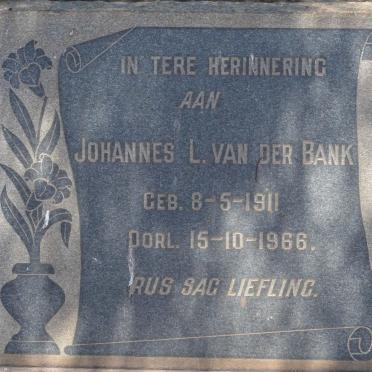 IN TERE HERINNERING
AAN
JOHANNES L. VAN DER BANK
GEB. 8-5-1911
OORL. 15-10-1966.
RUS SAG LIEFLING.